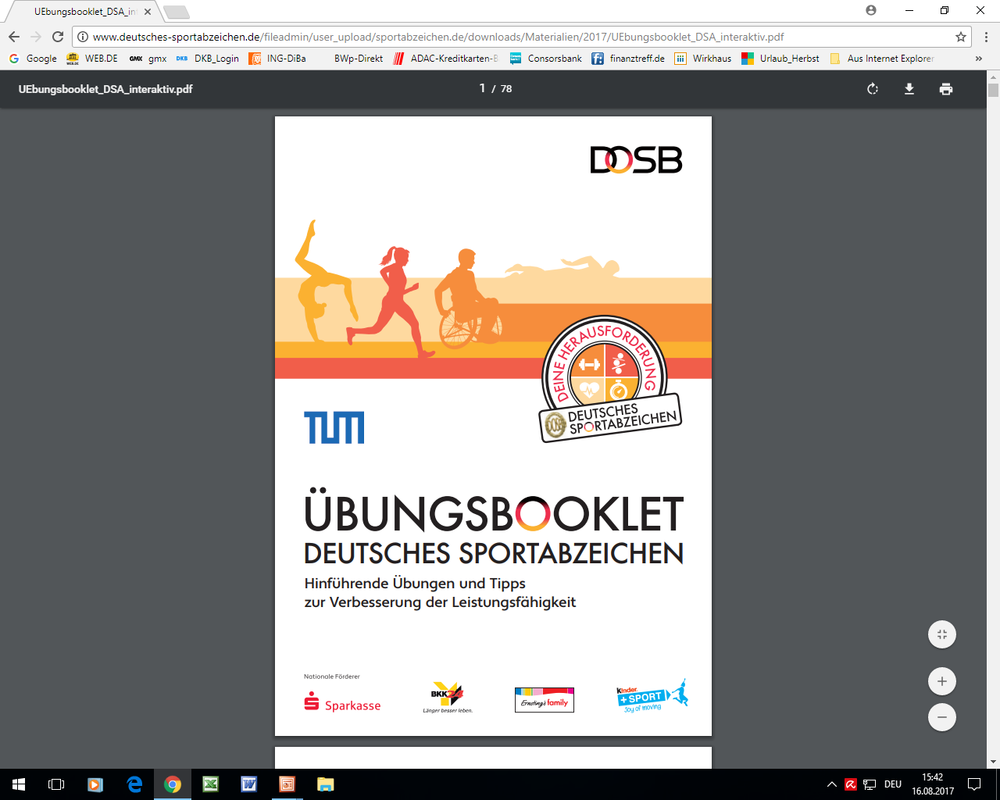 UEbungsbooklet_DSA_in
www.deutsches-sportabzeichen.de/fileadmin/user_upload/sportabzeichen.de/downloads/Materialien/2017/UEbungsbooklet_DSA_interaktiv.pdf
Google WEB.DE gmx DKB_Login ING-DiBa BWp-Direkt ADAC-Kreditkarten-B Consorsbank finanztreff.de Wirkhaus Urlaub_Herbst Aus Internet Explorer »
UEbungsbooklet_DSA_interaktiv.pdf 1 / 78
DOSB
DEINE HERAUSFORDERUNG
DOSB DEUTSCHES
SPORTABZEICHEN
TUM
ÜBUNGSBOOKLET
DEUTSCHES SPORTABZEICHEN
Hinführende Übungen und Tipps
zur Verbesserung der Leistungsfähigkeit
Nationale Förderer
Sparkasse
BKK24
Länger besser leben.
Ernsting's family
kinder
+SPORT
Joy of moving
DEU
15:42
16.08.2017